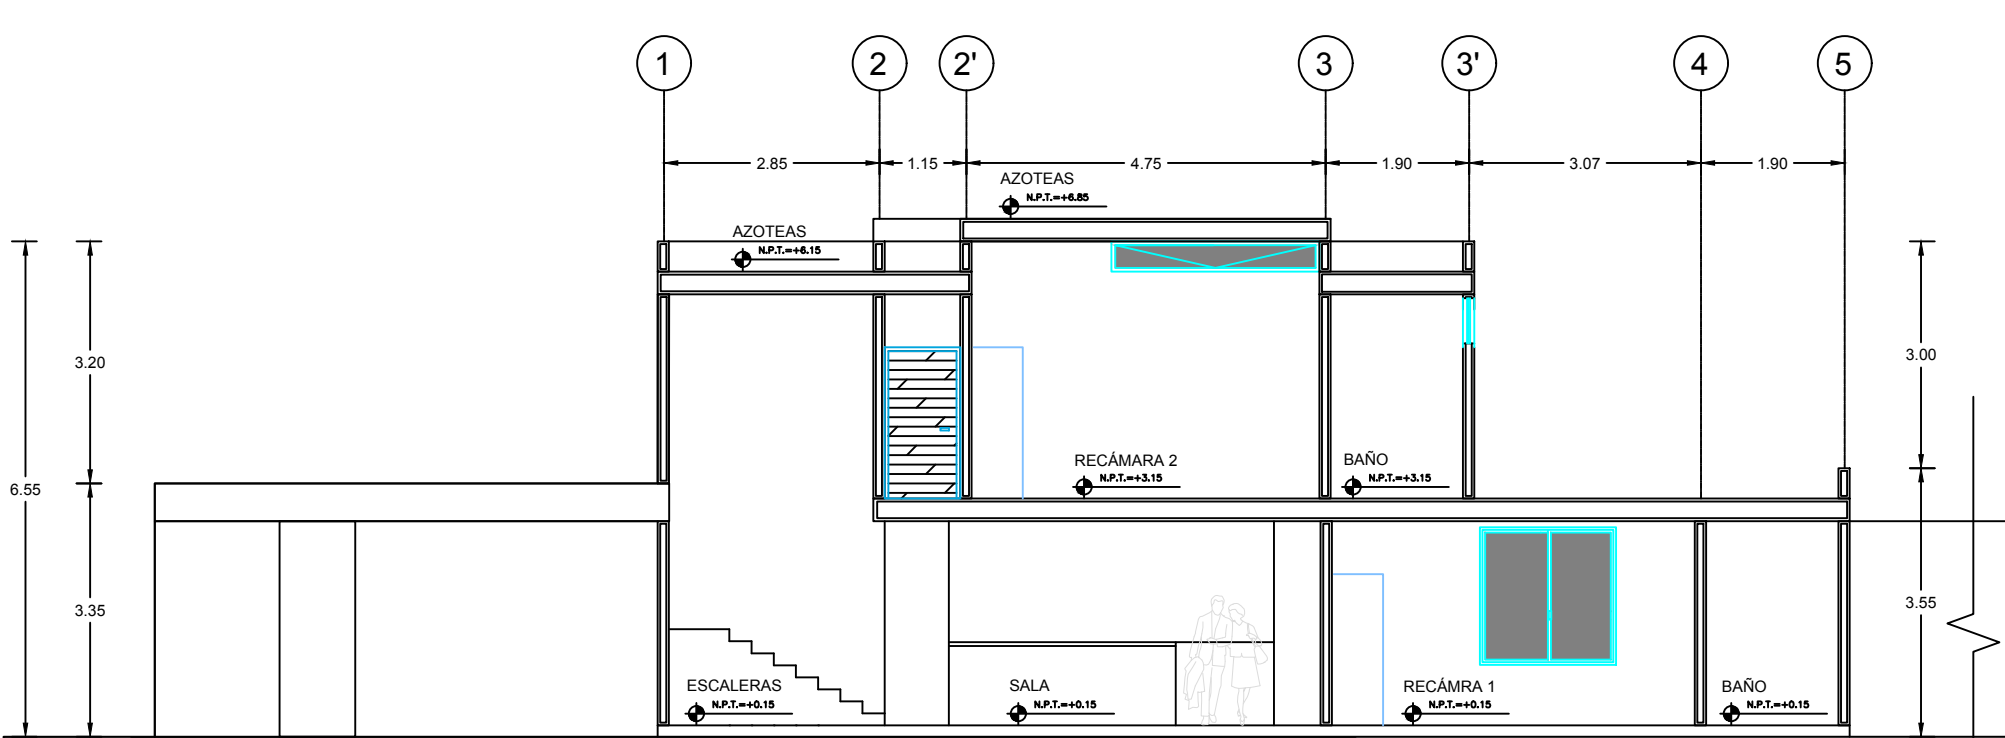 1 2 2' 3 3' 4 5
2.85 1.15 4.75 1.90 3.07 1.90
AZOTEAS
N.P.T.=+6.85
AZOTEAS
N.P.T.=+6.15
3.20
3.00
RECÁMARA 2
N.P.T.=+3.15
BAÑO
N.P.T.=+3.15
6.55
3.35
3.55
ESCALERAS
N.P.T.=+0.15
SALA
N.P.T.=+0.15
RECÁMRA 1
N.P.T.=+0.15
BAÑO
N.P.T.=+0.15